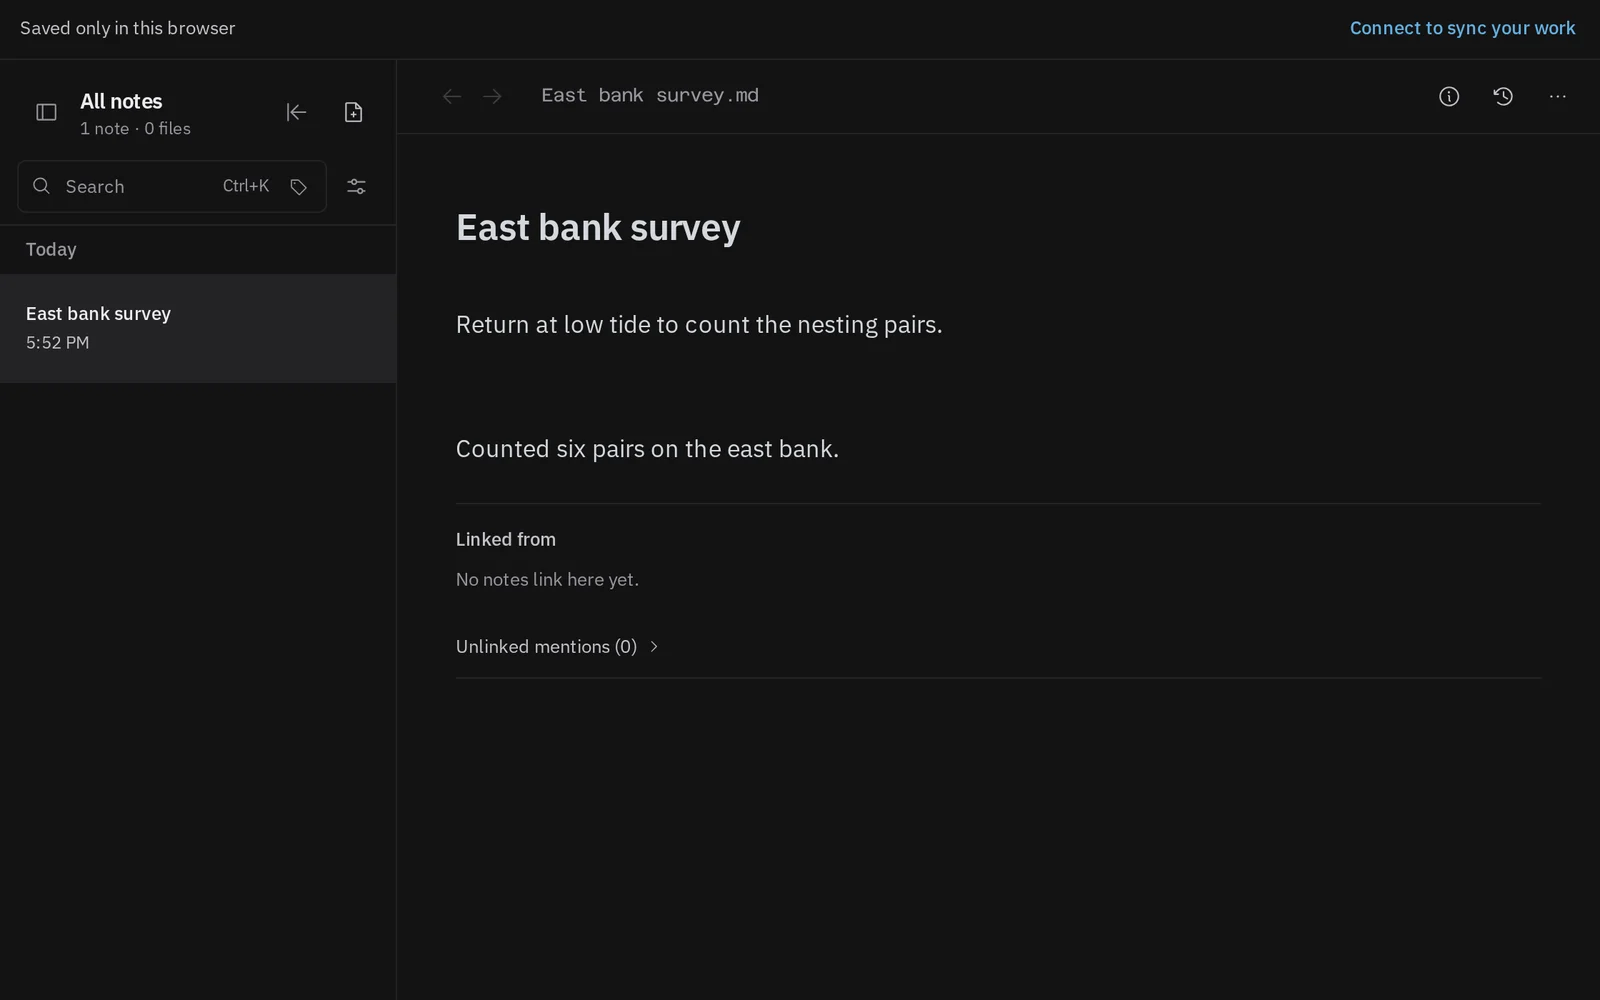 Saved only in this browser
Connect to sync your work
All notes
1 note · 0 files
Search
Ctrl+K
Today
East bank survey
5:52 PM
East bank survey.md
East bank survey
Return at low tide to count the nesting pairs.
Counted six pairs on the east bank.
Linked from
No notes link here yet.
Unlinked mentions (0)